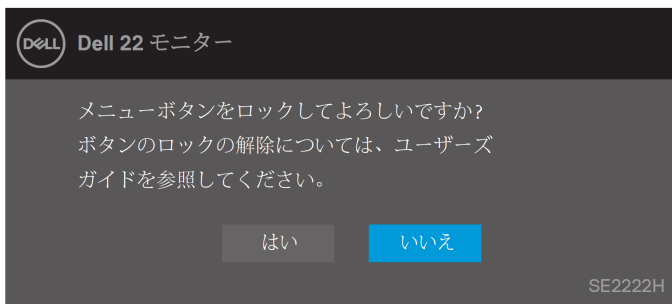 DELL Dell 22 モニター
メニューボタンをロックしてよろしいですか?
ボタンのロックの解除については、ユーザーズ
ガイドを参照してください。
はい いいえ
SE2222H